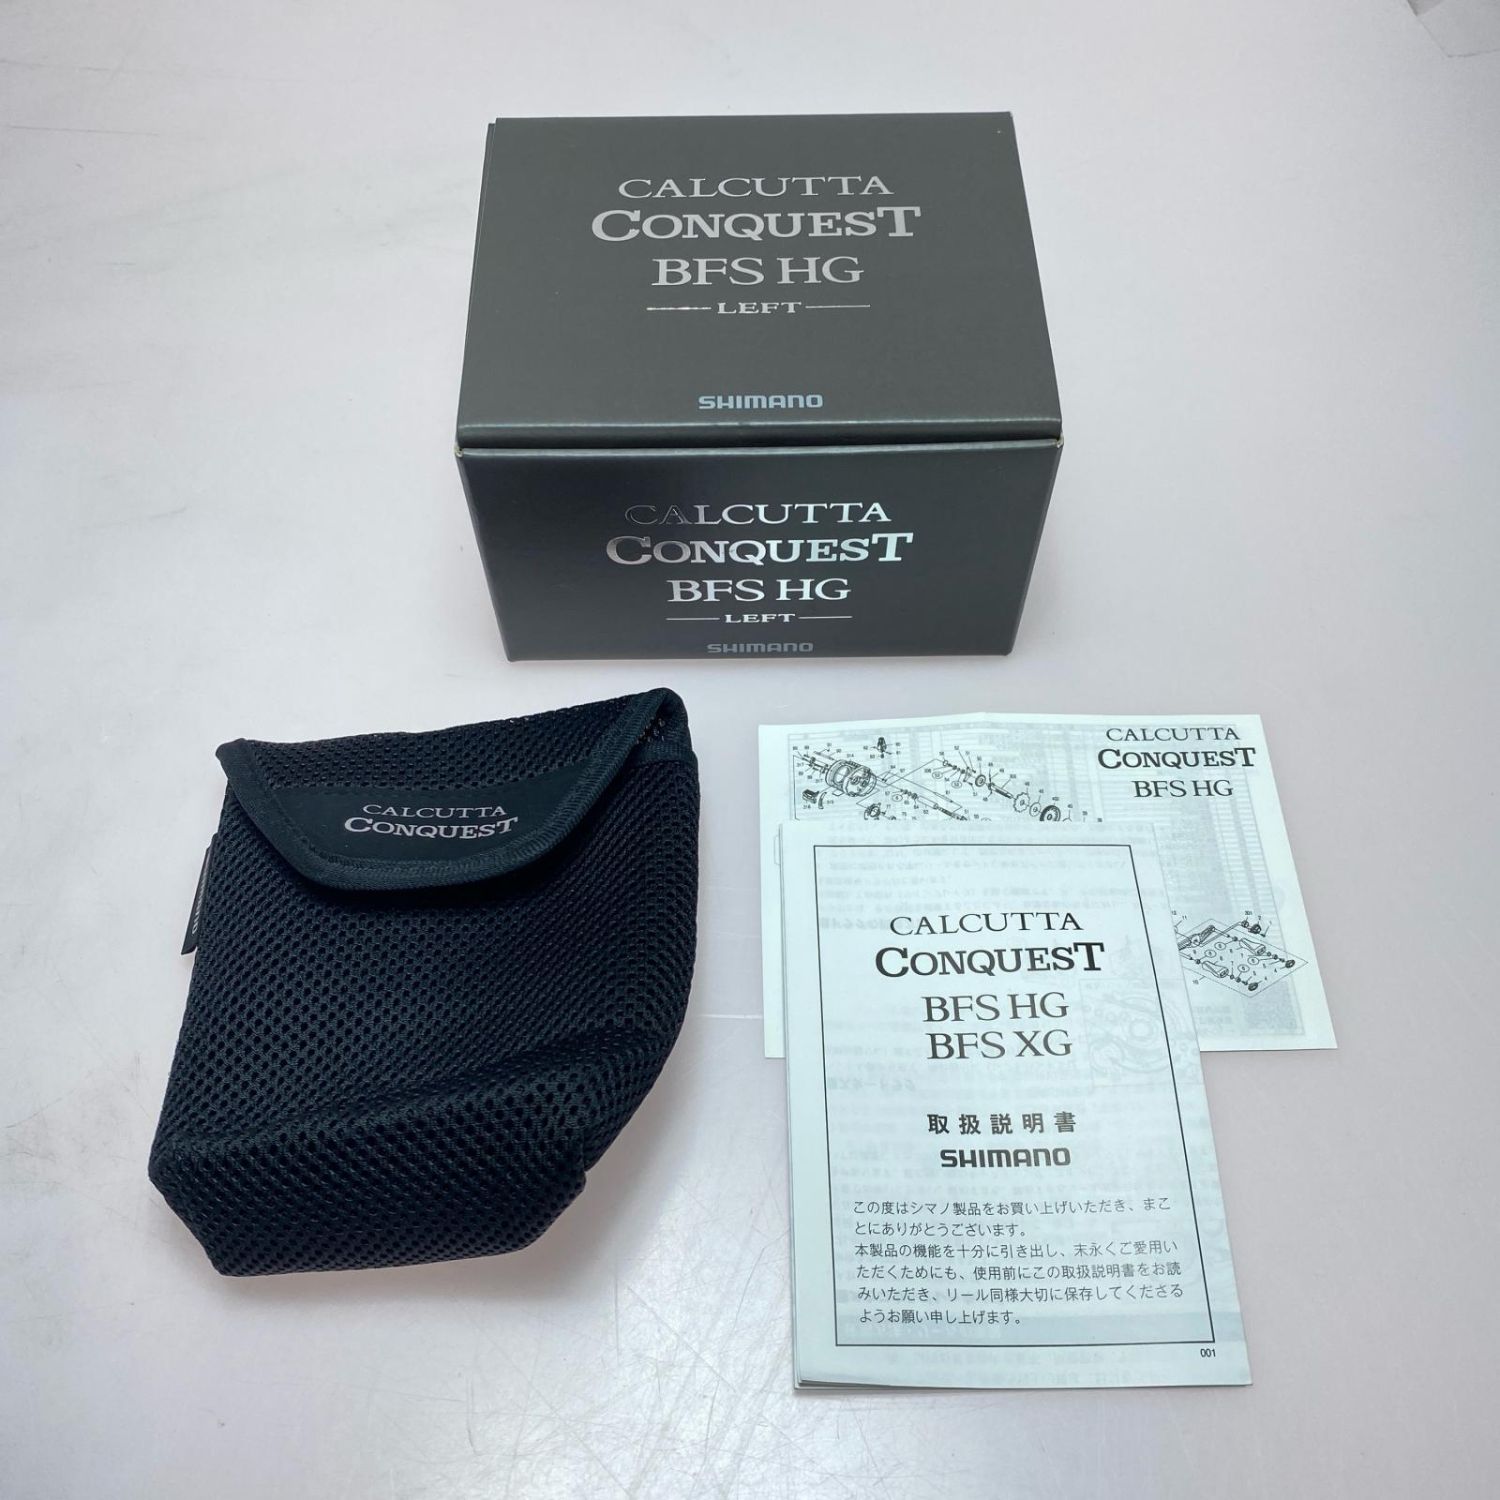 CALCUTTA
CONQUEST
BFS HG
LEFT
SHIMANO
CALCUTTA
CONQUEST
BFS HG
LEFT
SHIMANO
CALCUTTA
CONQUEST
CALCUTTA
CONQUEST
BFS HG
CALCUTTA
CONQUEST
BFS HG
BFS XG
取扱説明書
SHIMANO
この度はシマノ製品をお買い上げいただき、まこ
とにありがとうございます。
本製品の機能を十分に引き出し、末永くご愛用い
ただくためにも、使用前にこの取扱説明書をお読
みいただき、リール同様大切に保存してくださる
ようお願い申し上げます。
001